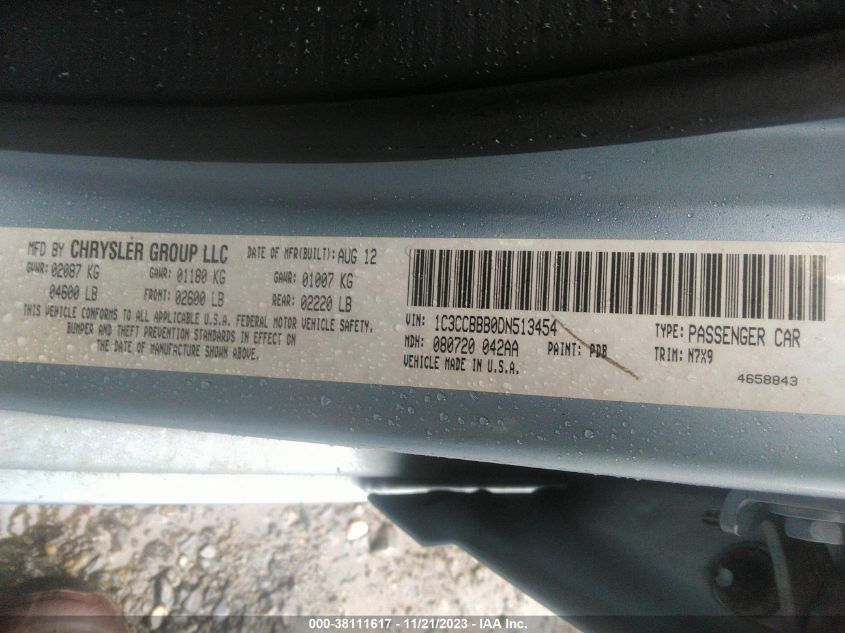 MFD BY CHRYSLER GROUP LLC DATE OF MFR(BUILT): AUG 12
GVWR: 02087 KG GAWR: 01180 KG GAWR: 01007 KG
04600 LB FRONT: 02600 LB REAR: 02220 LB
THIS VEHICLE CONFORMS TO ALL APPLICABLE U.S.A. FEDERAL MOTOR VEHICLE SAFETY,
BUMPER AND THEFT PREVENTION STANDARDS IN EFFECT ON
THE DATE OF MANUFACTURE SHOWN ABOVE.
VIN: 1C3CCBBB0DN513454 TYPE: PASSENGER CAR
MDH: 080720 042AA PAINT: PDB TRIM: N7X9
VEHICLE MADE IN U.S.A. 4658843
000-38111617 - 11/21/2023 - IAA Inc.